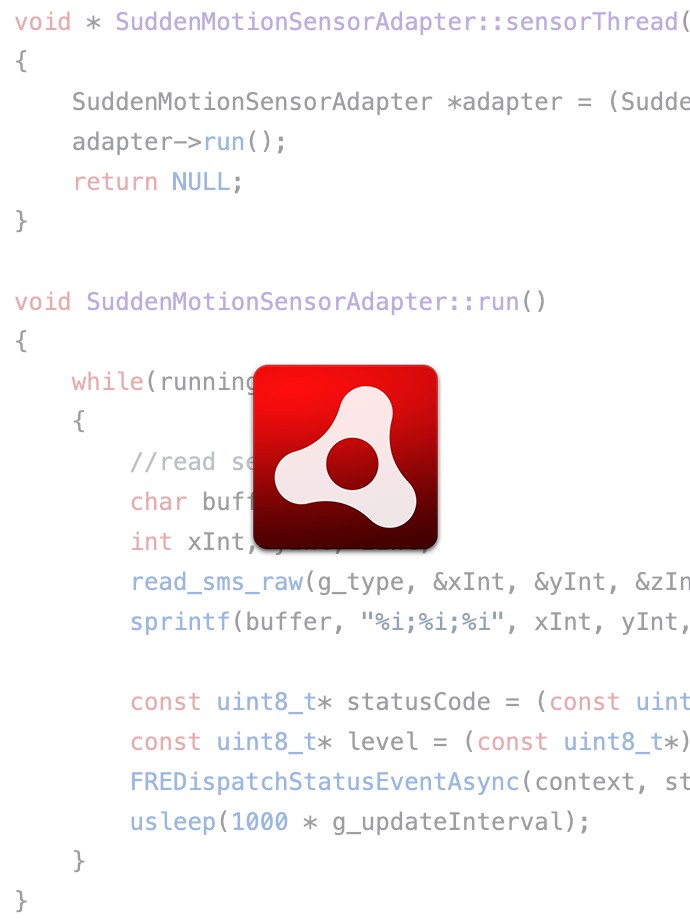 void * SuddenMotionSensorAdapter::sensorThread(
{
SuddenMotionSensorAdapter *adapter = (Sudde
adapter->run();
return NULL;
}
void SuddenMotionSensorAdapter::run()
{
while(running
{
//read se
char buff
int xInt,
read_sms_raw(g_type, &xInt, &yInt, &zIn
sprintf(buffer, "%i;%i;%i", xInt, yInt,
const uint8_t* statusCode = (const uint
const uint8_t* level = (const uint8_t*)
FREDispatchStatusEventAsync(context, st
usleep(1000 * g_updateInterval);
}
}